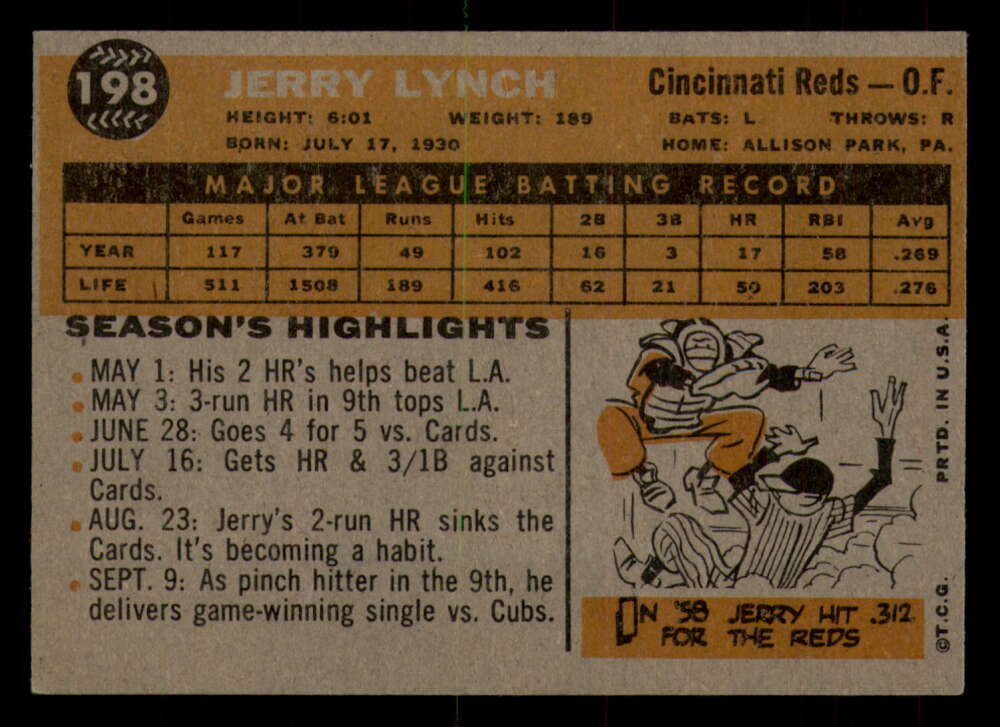 198
JERRY LYNCH
Cincinnati Reds — O.F.
HEIGHT: 6:01 WEIGHT: 189 BATS: L THROWS: R
BORN: JULY 17, 1930 HOME: ALLISON PARK, PA.
MAJOR LEAGUE BATTING RECORD
Games At Bat Runs Hits 2B 3B HR RBI Avg
YEAR 117 379 49 102 16 3 17 58 .269
LIFE 511 1508 189 416 62 21 50 203 .276
SEASON'S HIGHLIGHTS
• MAY 1: His 2 HR's helps beat L.A.
• MAY 3: 3-run HR in 9th tops L.A.
• JUNE 28: Goes 4 for 5 vs. Cards.
• JULY 16: Gets HR & 3/1B against
Cards.
• AUG. 23: Jerry's 2-run HR sinks the
Cards. It's becoming a habit.
• SEPT. 9: As pinch hitter in the 9th, he
delivers game-winning single vs. Cubs.
IN '58 JERRY HIT .312
FOR THE REDS
©T.C.G. PRTD. IN U.S.A.